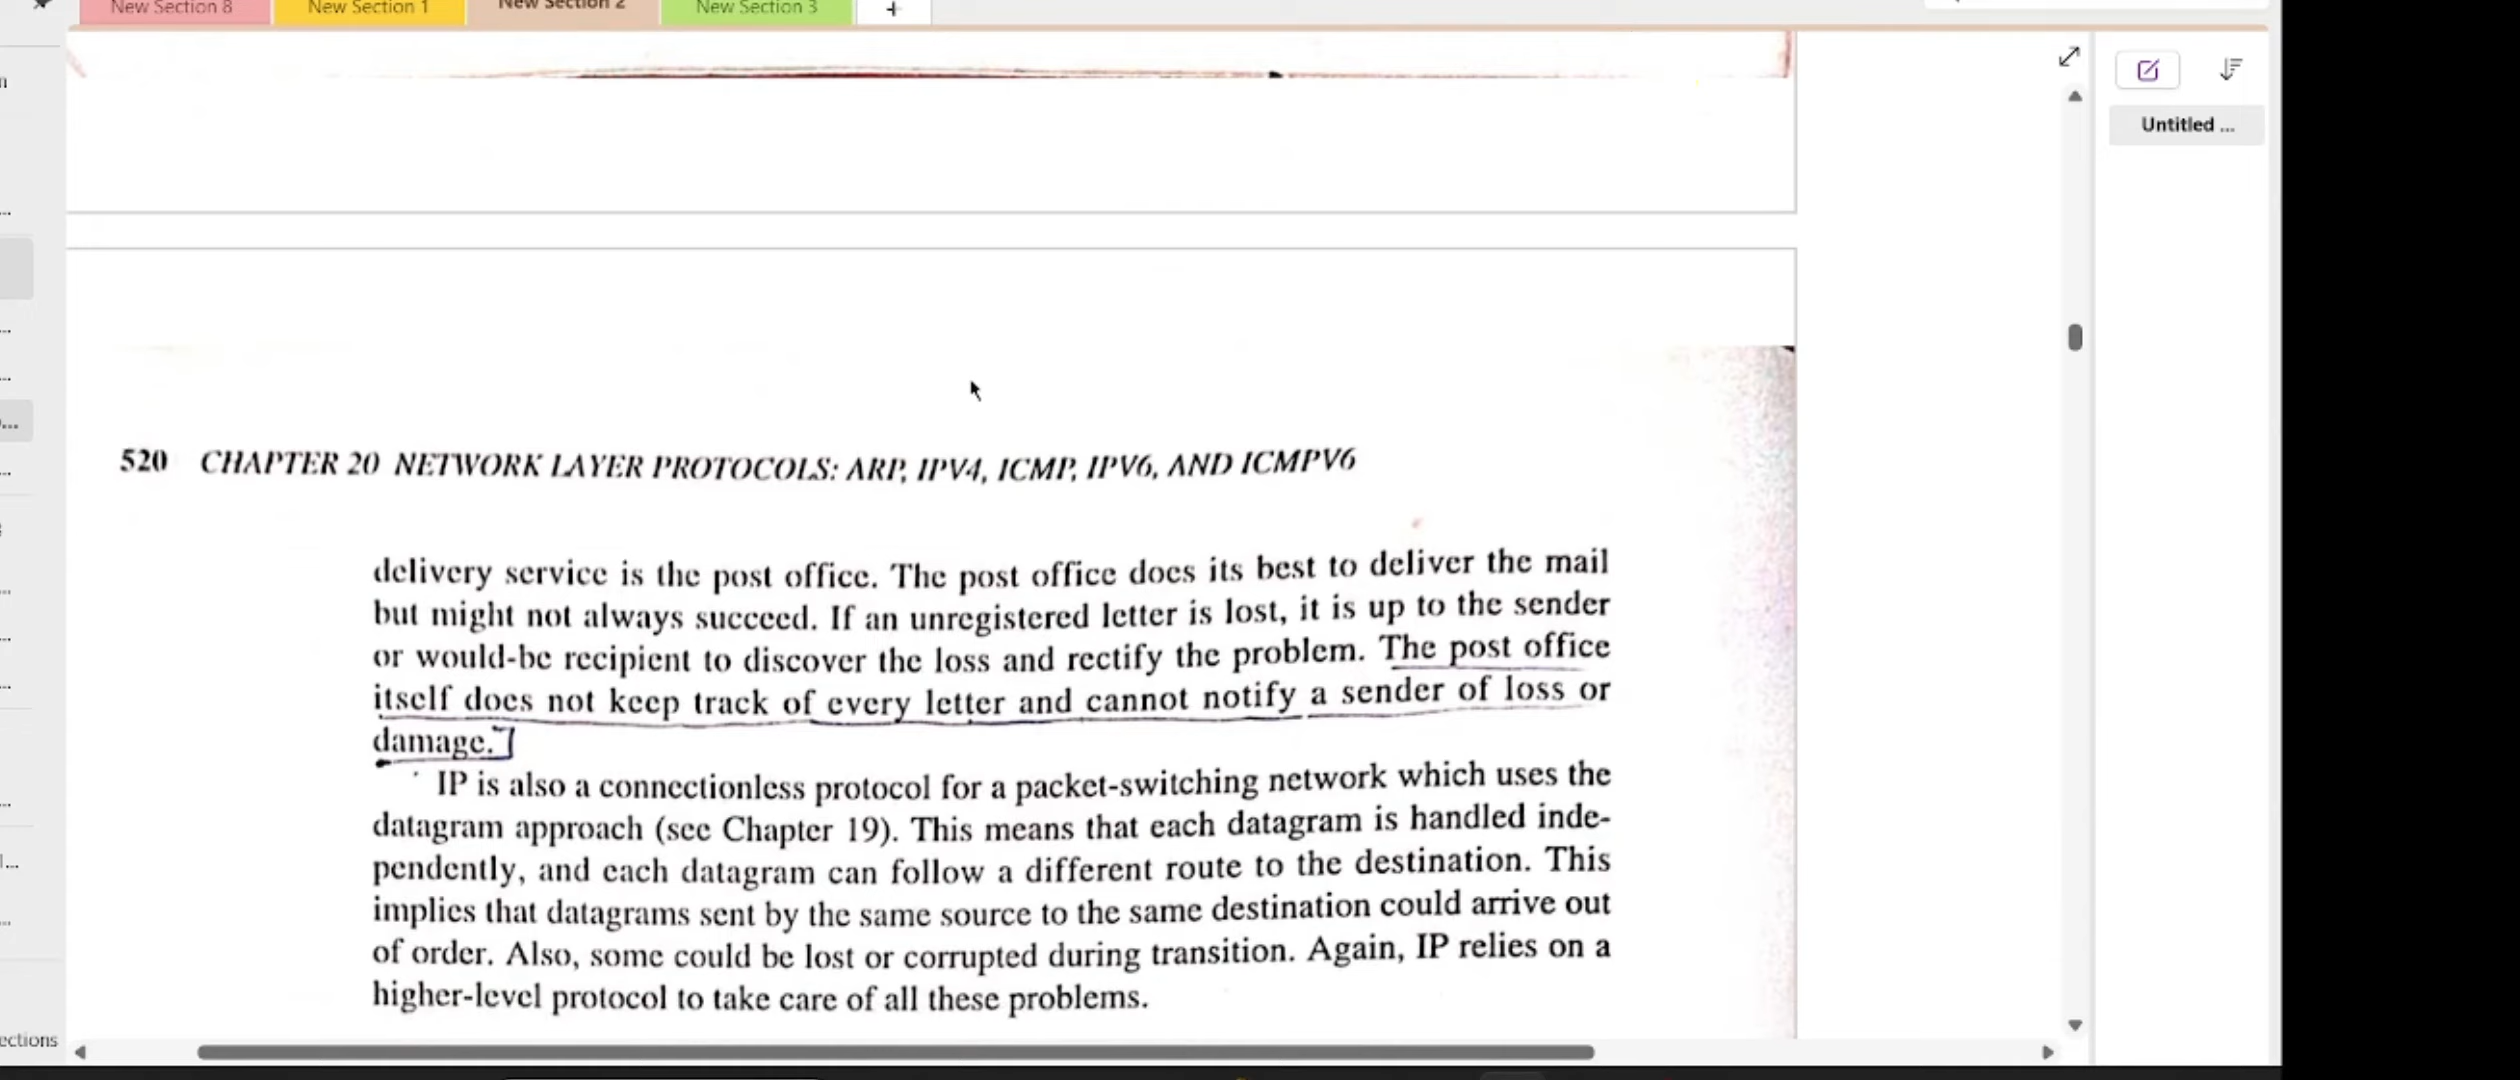 New Section 8
New Section 1
New Section 2
New Section 3
+
Untitled ...
520 CHAPTER 20 NETWORK LAYER PROTOCOLS: ARP, IPV4, ICMP, IPV6, AND ICMPV6
delivery service is the post office. The post office does its best to deliver the mail
but might not always succeed. If an unregistered letter is lost, it is up to the sender
or would-be recipient to discover the loss and rectify the problem. The post office
itself does not keep track of every letter and cannot notify a sender of loss or
damage.
IP is also a connectionless protocol for a packet-switching network which uses the
datagram approach (see Chapter 19). This means that each datagram is handled inde-
pendently, and each datagram can follow a different route to the destination. This
implies that datagrams sent by the same source to the same destination could arrive out
of order. Also, some could be lost or corrupted during transition. Again, IP relies on a
higher-level protocol to take care of all these problems.
ections